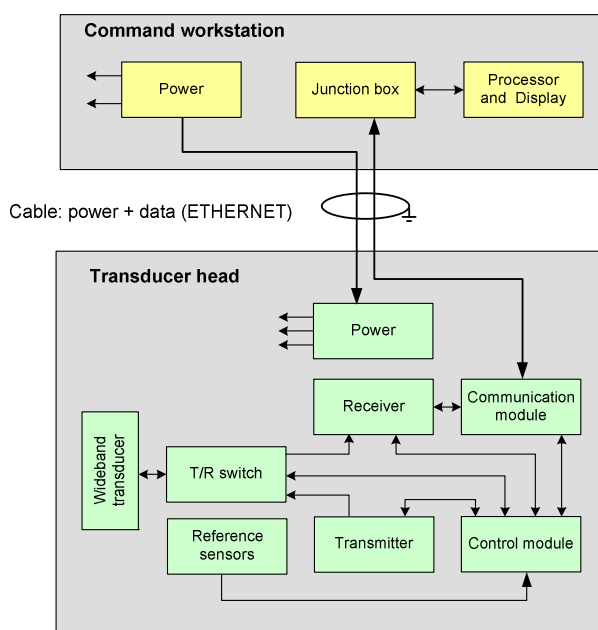 Command workstation
Power
Junction box
Processor
and Display
Cable: power + data (ETHERNET)
Transducer head
Power
Receiver
Communication
module
Wideband
transducer
T/R switch
Reference
sensors
Transmitter
Control module